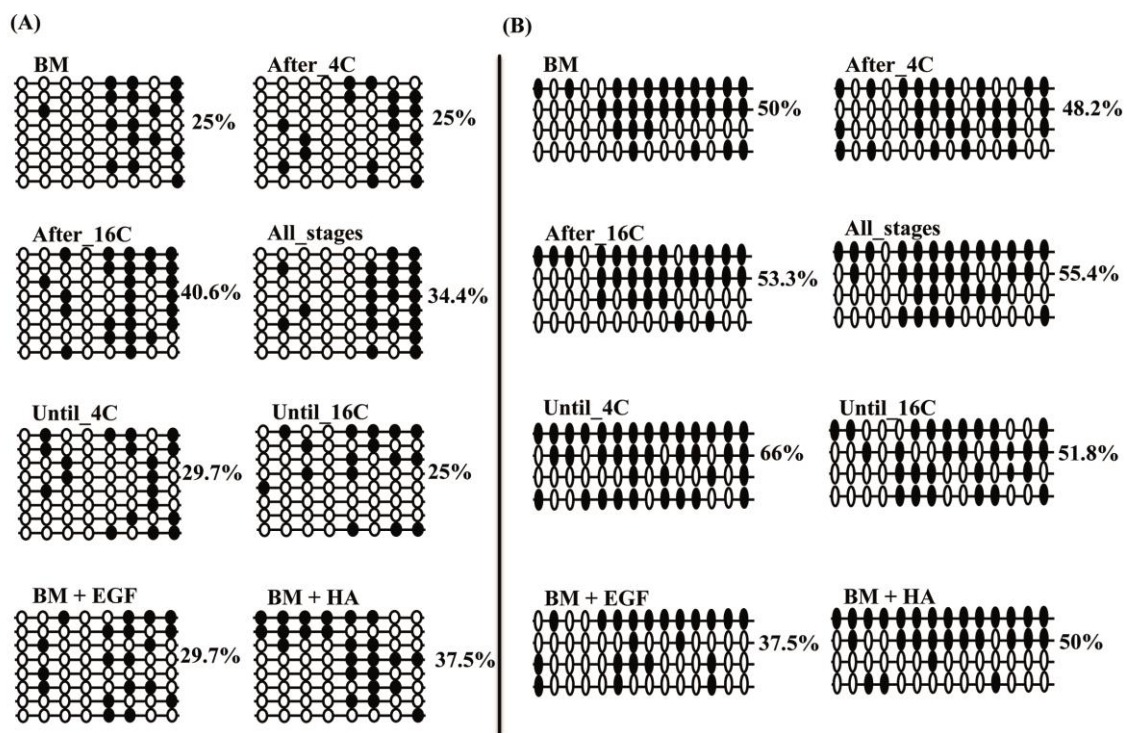 (A)
BM
After_4C
25%
25%
After_16C
All_stages
40.6%
34.4%
Until_4C
Until_16C
29.7%
25%
BM + EGF
BM + HA
29.7%
37.5%
(B)
BM
After_4C
50%
48.2%
After_16C
All_stages
53.3%
55.4%
Until_4C
Until_16C
66%
51.8%
BM + EGF
BM + HA
37.5%
50%